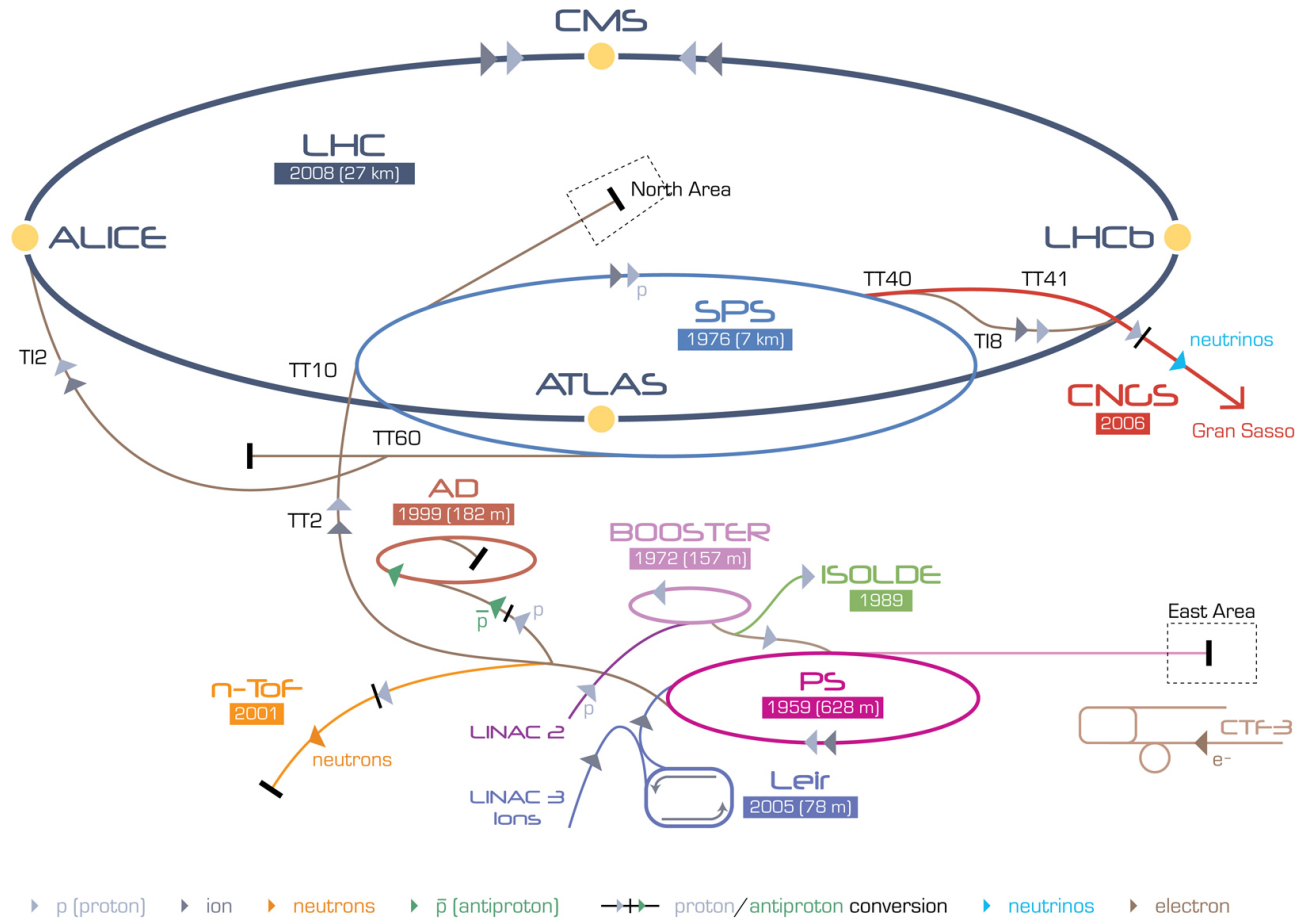 CMS
LHC
2008 (27 km)
North Area
ALICE
LHCb
TT40
TT41
p
SPS
1976 (7 km)
TI8
neutrinos
TI2
TT10
ATLAS
CNGS
2006
Gran Sasso
TT60
AD
1999 (182 m)
TT2
BOOSTER
1972 (157 m)
ISOLDE
1989
p̅
p
East Area
n-ToF
2001
neutrons
p
LINAC 2
PS
1959 (628 m)
CTF-3
e-
LINAC 3
Ions
Leir
2005 (78 m)
p (proton)
ion
neutrons
p̅ (antiproton)
proton/antiproton conversion
neutrinos
electron